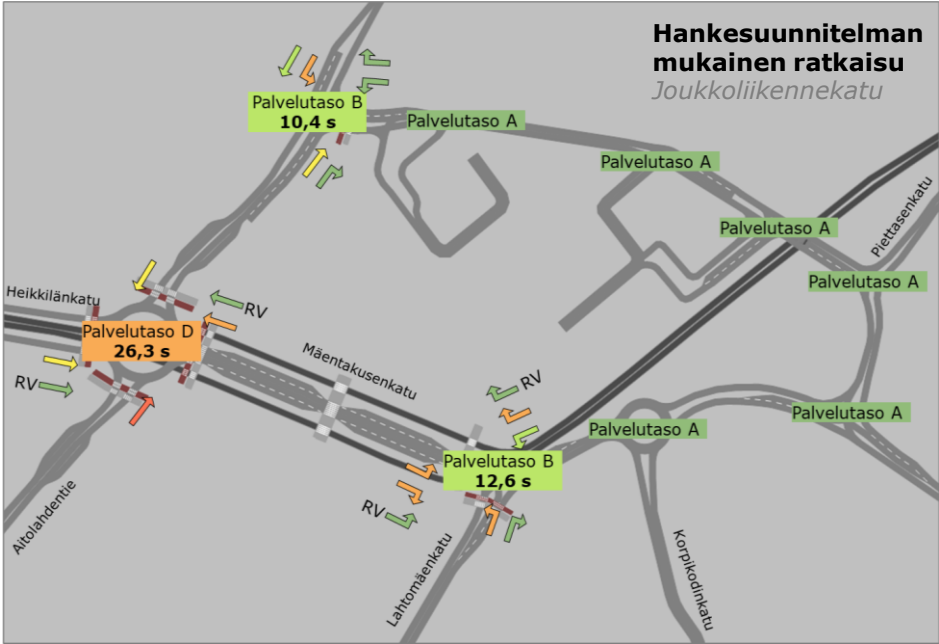 Hankesuunnitelman
mukainen ratkaisu
Joukkoliikennekatu
Palvelutaso B
10,4 s
Palvelutaso A
Palvelutaso A
Palvelutaso A
Piettasenkatu
Palvelutaso A
Heikkilänkatu
RV
Palvelutaso D
26,3 s
Mäentakusenkatu
RV
RV
Palvelutaso A
Palvelutaso A
Palvelutaso B
12,6 s
RV
Aitolahdentie
Lahtomäenkatu
Korpikodinkatu